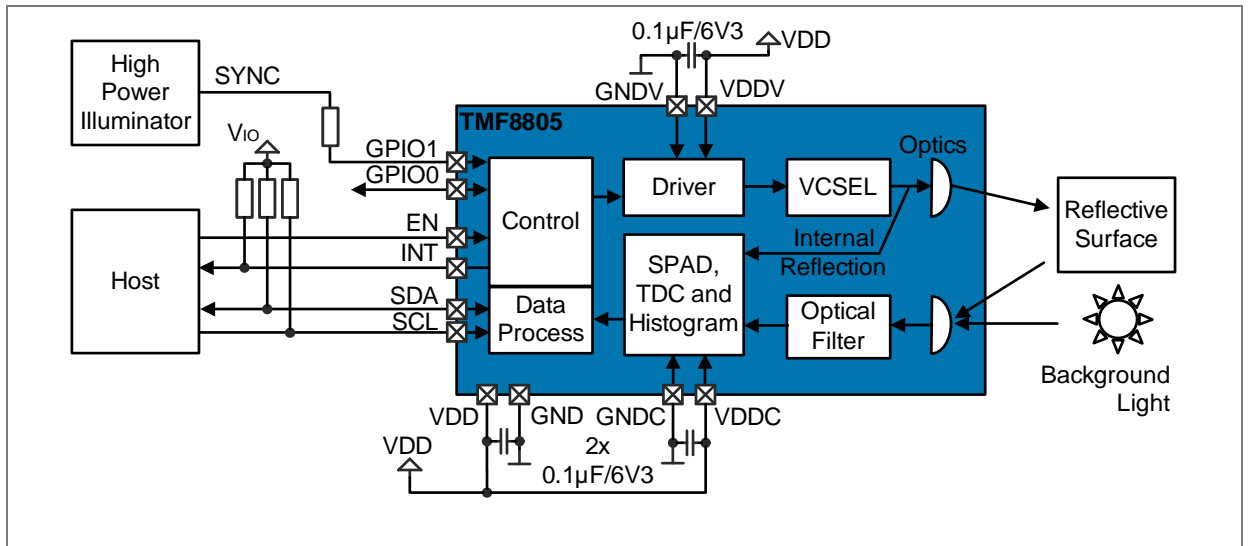 0.1µF/6V3
VDD
High
Power
Illuminator
SYNC
GNDV
VDDV
TMF8805
VIO
GPIO1
GPIO0
Optics
Control
Driver
VCSEL
Reflective
Surface
EN
INT
Internal
Reflection
Host
SPAD,
TDC and
Histogram
SDA
SCL
Data
Process
Optical
Filter
Background
Light
VDD
GND
GNDC
VDDC
VDD
2x
0.1µF/6V3